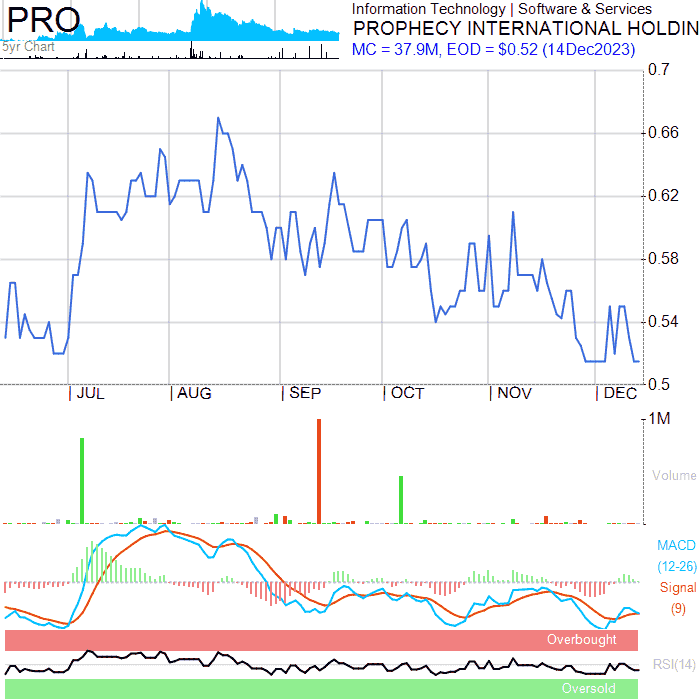 PRO
5yr Chart
Information Technology | Software & Services
PROPHECY INTERNATIONAL HOLDIN
MC = 37.9M, EOD = $0.52 (14Dec2023)
0.7
0.66
0.62
0.58
0.54
0.5
JUL AUG SEP OCT NOV DEC
1M
Volume
MACD
(12-26)
Signal
(9)
Overbought
RSI(14)
Oversold